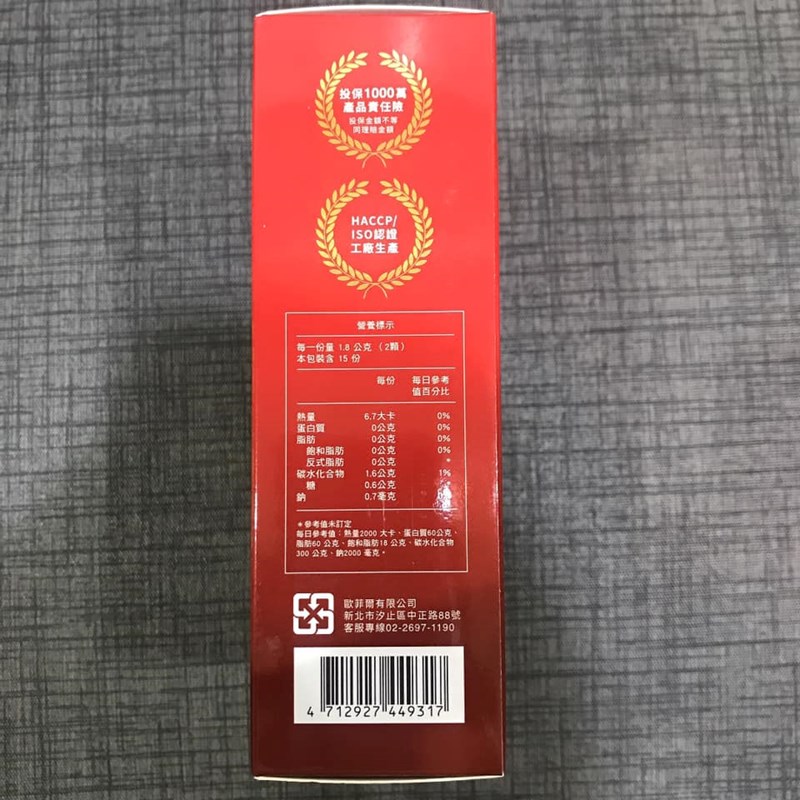 投保1000萬
產品責任險
投保金額不等
同理賠金額
HACCP/
ISO認證
工廠生產
營養標示
每一份量 1.8 公克（2顆）
本包裝含 15 份
每份 每日參考
值百分比
熱量 6.7大卡 0%
蛋白質 0公克 0%
脂肪 0公克 0%
飽和脂肪 0公克 0%
反式脂肪 0公克 *
碳水化合物 1.6公克 1%
糖 0.6公克
鈉 0.7毫克
*參考值未訂定
每日參考值：熱量2000 大卡、蛋白質60公克、
脂肪60 公克、飽和脂肪18 公克、碳水化合物
300 公克、鈉2000 毫克。
歐菲爾有限公司
新北市汐止區中正路88號
客服專線02-2697-1190
4 712927 449317